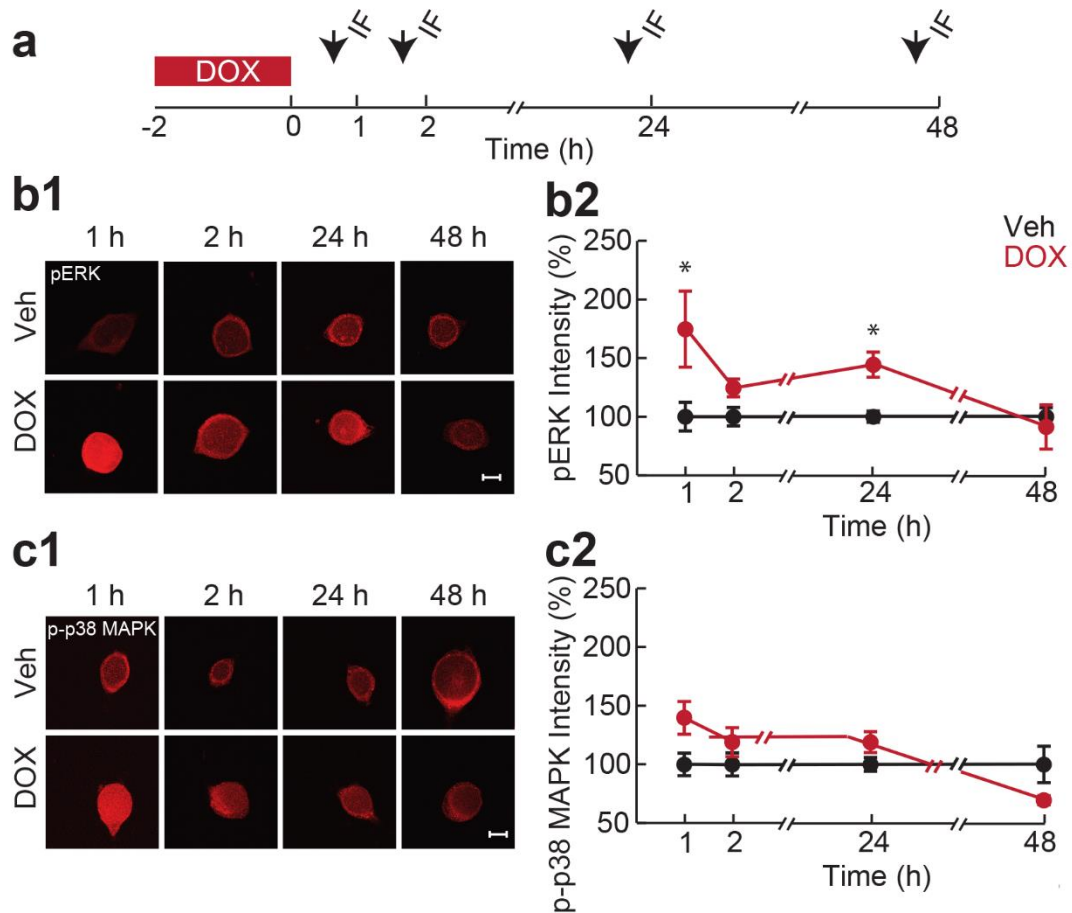 a
IF IF IF IF
DOX
-2 0 1 2 24 48
Time (h)
b1
1 h 2 h 24 h 48 h
pERK
Veh
DOX
b2
Veh
DOX
pERK Intensity (%)
250
200
150
100
50
* *
1 2 24 48
Time (h)
c1
1 h 2 h 24 h 48 h
p-p38 MAPK
Veh
DOX
c2
p-p38 MAPK Intensity (%)
250
200
150
100
50
1 2 24 48
Time (h)